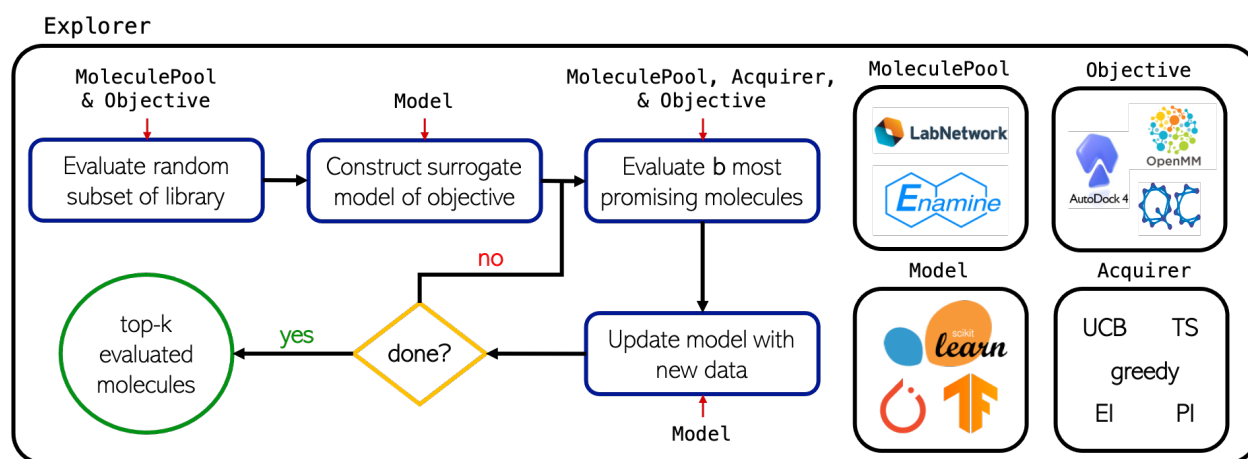 Explorer
MoleculePool
& Objective
Evaluate random
subset of library
Model
Construct surrogate
model of objective
MoleculePool, Acquirer,
& Objective
Evaluate b most
promising molecules
no
Update model with
new data
Model
done?
yes
top-k
evaluated
molecules
MoleculePool
LabNetwork
Enamine
Objective
OpenMM
AutoDock 4
QC
Model
scikit
learn
Acquirer
UCB TS
greedy
EI PI